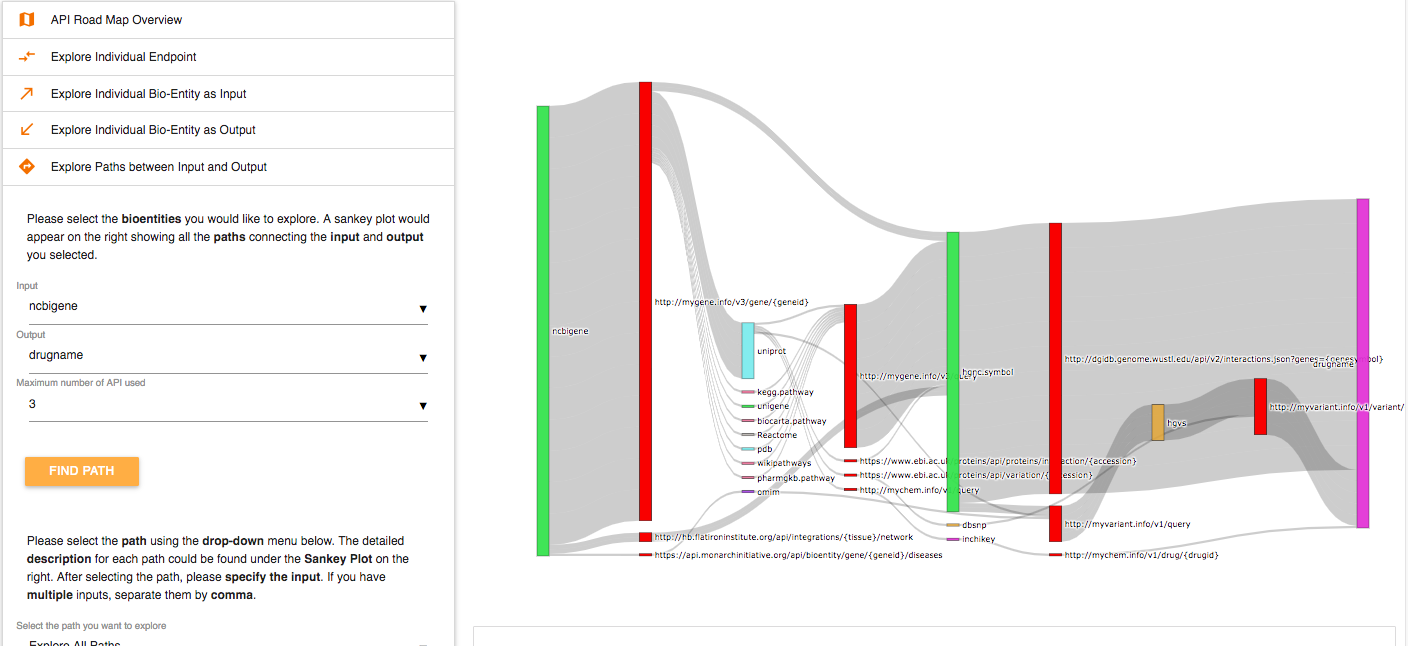 API Road Map Overview
Explore Individual Endpoint
Explore Individual Bio-Entity as Input
Explore Individual Bio-Entity as Output
Explore Paths between Input and Output
Please select the bioentities you would like to explore. A sankey plot would
appear on the right showing all the paths connecting the input and output
you selected.
Input
ncbigene
Output
drugname
Maximum number of API used
3
FIND PATH
Please select the path using the drop-down menu below. The detailed
description for each path could be found under the Sankey Plot on the
right. After selecting the path, please specify the input. If you have
multiple inputs, separate them by comma.
Select the path you want to explore
Explore All Paths
ncbigene
http://mygene.info/v3/gene/{geneid}
http://hb.flatironinstitute.org/api/integrations/{tissue}/network
https://api.monarchinitiative.org/api/bioentity/gene/{geneid}/diseases
uniprot
kegg.pathway
unigene
biocarta.pathway
Reactome
pdb
wikipathways
pharmgkb.pathway
omim
http://mygene.info/v3/query
https://www.ebi.ac.uk/proteins/api/proteins/interaction/{accession}
https://www.ebi.ac.uk/proteins/api/variation/{accession}
http://mychem.info/v1/query
hgnc.symbol
dbsnp
inchikey
http://dgidb.genome.wustl.edu/api/v2/interactions.json?genes={genesymbol}
http://myvariant.info/v1/query
http://mychem.info/v1/drug/{drugid}
hgvs
http://myvariant.info/v1/variant/
drugname